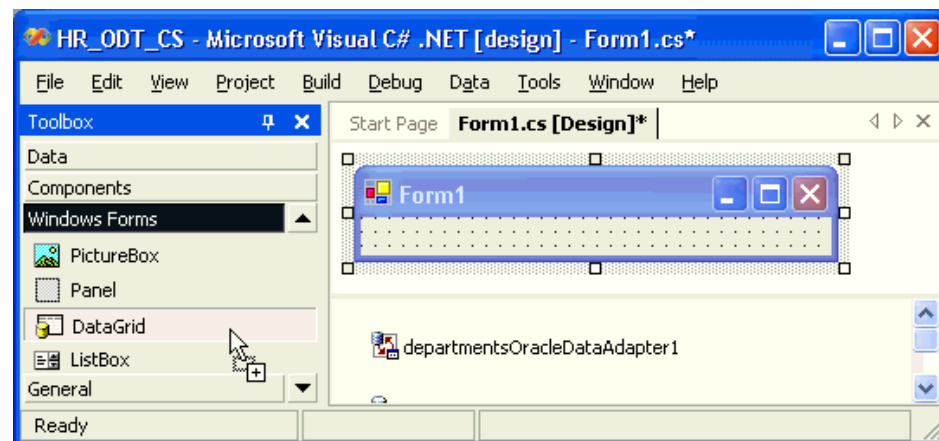 HR_ODT_CS - Microsoft Visual C# .NET [design] - Form1.cs*
File Edit View Project Build Debug Data Tools Window Help
Toolbox
Start Page Form1.cs [Design]*
Data
Components
Windows Forms
Form1
PictureBox
Panel
DataGrid
ListBox
departmentsOracleDataAdapter1
General
Ready